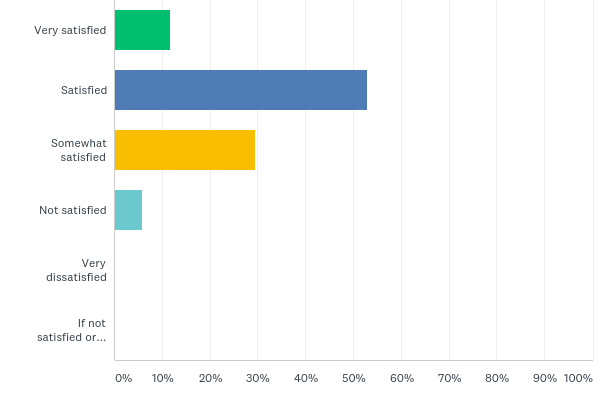 Very satisfied
Satisfied
Somewhat
satisfied
Not satisfied
Very
dissatisfied
If not
satisfied or...
0% 10% 20% 30% 40% 50% 60% 70% 80% 90% 100%